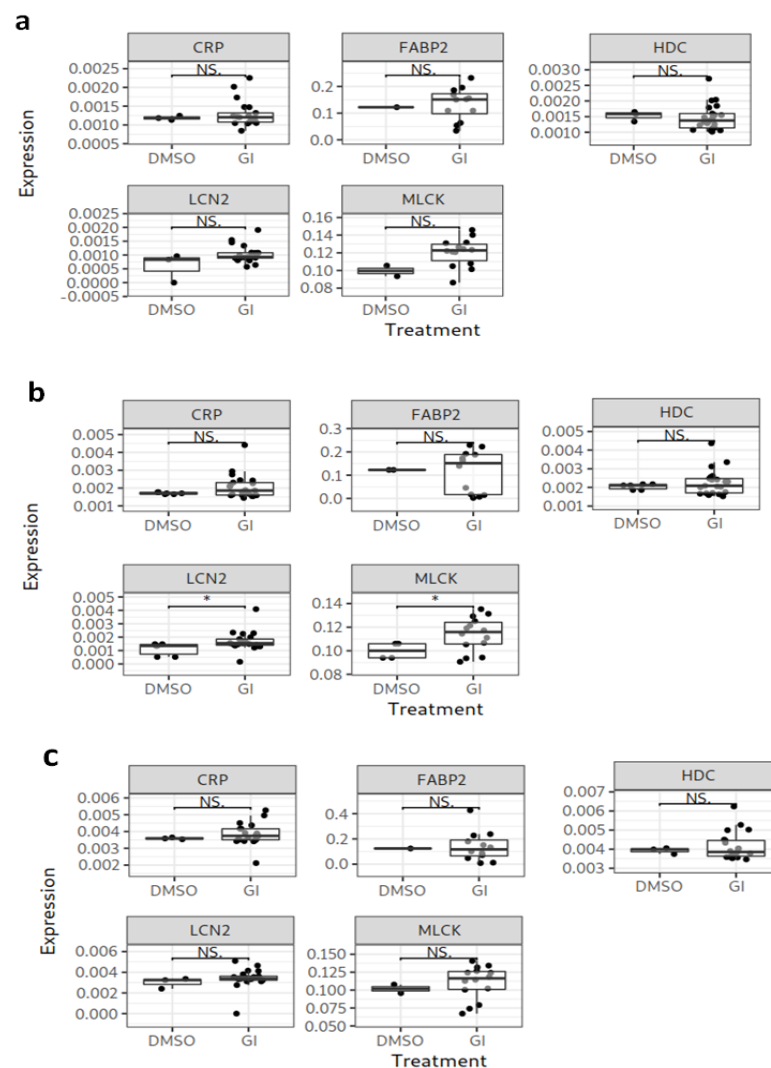 a
CRP FABP2 HDC
NS. NS. NS.
0.0025
0.0020
0.0015
0.0010
0.0005
0.2
0.1
0.0
0.0030
0.0025
0.0020
0.0015
0.0010
DMSO GI DMSO GI DMSO GI
Expression
LCN2 MLCK
NS. NS.
0.0025
0.0020
0.0015
0.0010
0.0005
0.0000
-0.0005
0.16
0.14
0.12
0.10
0.08
DMSO GI DMSO GI
Treatment
b
CRP FABP2 HDC
NS. NS. NS.
0.005
0.004
0.003
0.002
0.001
0.3
0.2
0.1
0.0
0.005
0.004
0.003
0.002
0.001
DMSO GI DMSO GI DMSO GI
Expression
LCN2 MLCK
* *
0.005
0.004
0.003
0.002
0.001
0.000
0.14
0.12
0.10
0.08
DMSO GI DMSO GI
Treatment
c
CRP FABP2 HDC
NS. NS. NS.
0.006
0.005
0.004
0.003
0.002
0.4
0.2
0.0
0.007
0.006
0.005
0.004
0.003
DMSO GI DMSO GI DMSO GI
Expression
LCN2 MLCK
NS. NS.
0.006
0.004
0.002
0.000
0.150
0.125
0.100
0.075
0.050
DMSO GI DMSO GI
Treatment